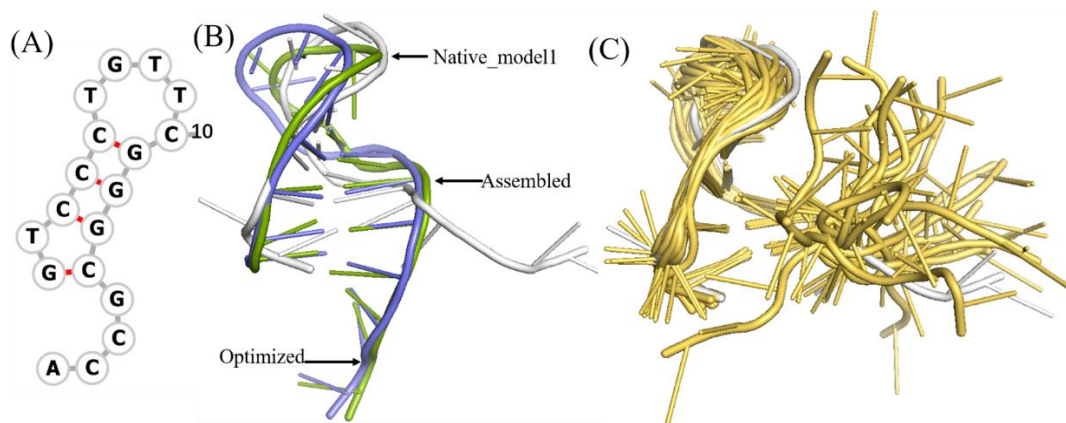 (A)
G T
T T
C G C 10
C G
C G
T
G C
G
C
A C
(B)
Native_model1
Assembled
Optimized
(C)